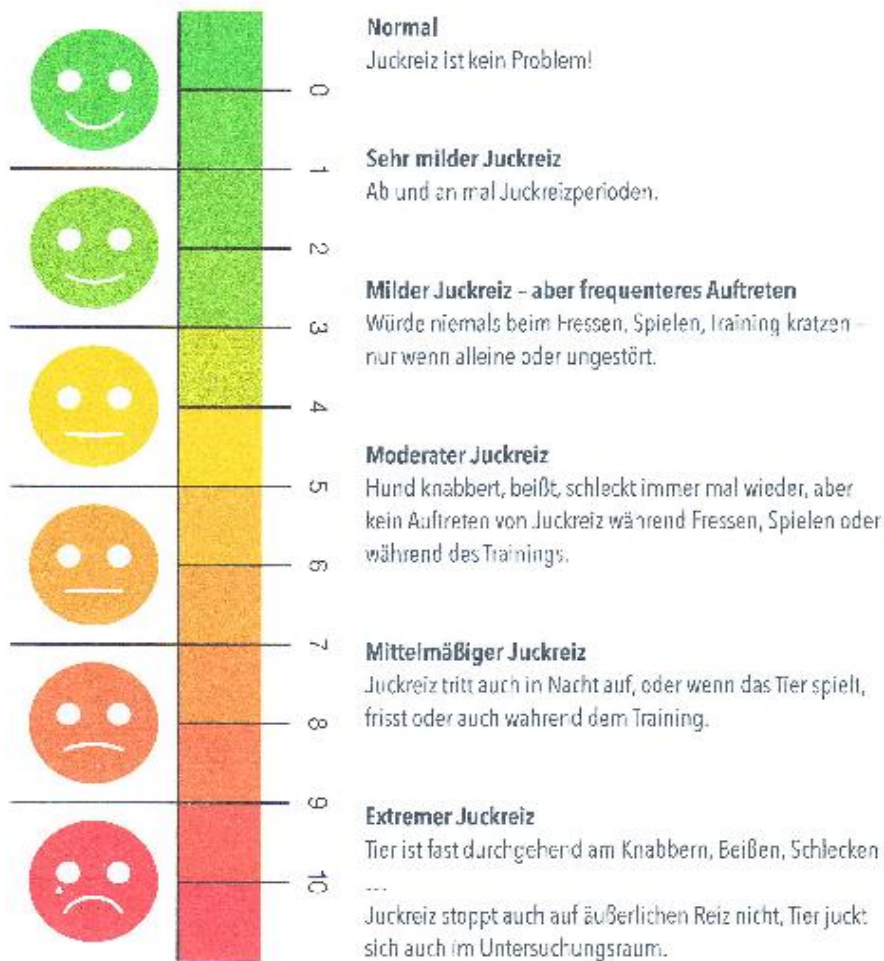 Normal
Juckreiz ist kein Problem!
0
1
Sehr milder Juckreiz
Ab und an mal Juckreizperioden.
2
Milder Juckreiz – aber frequenteres Auftreten
Würde niemals beim Fressen, Spielen, Training kratzen –
nur wenn alleine oder ungestört.
3
4
Moderater Juckreiz
Hund knabbert, beißt, schleckt immer mal wieder, aber
kein Auftreten von Juckreiz während Fressen, Spielen oder
während des Trainings.
5
6
7
Mittelmäßiger Juckreiz
Juckreiz tritt auch in Nacht auf, oder wenn das Tier spielt,
frisst oder auch während dem Training.
8
9
Extremer Juckreiz
Tier ist fast durchgehend am Knabbern, Beißen, Schlecken
...
Juckreiz stoppt auch auf äußerlichen Reiz nicht, Tier juckt
sich auch im Untersuchungsraum.
10